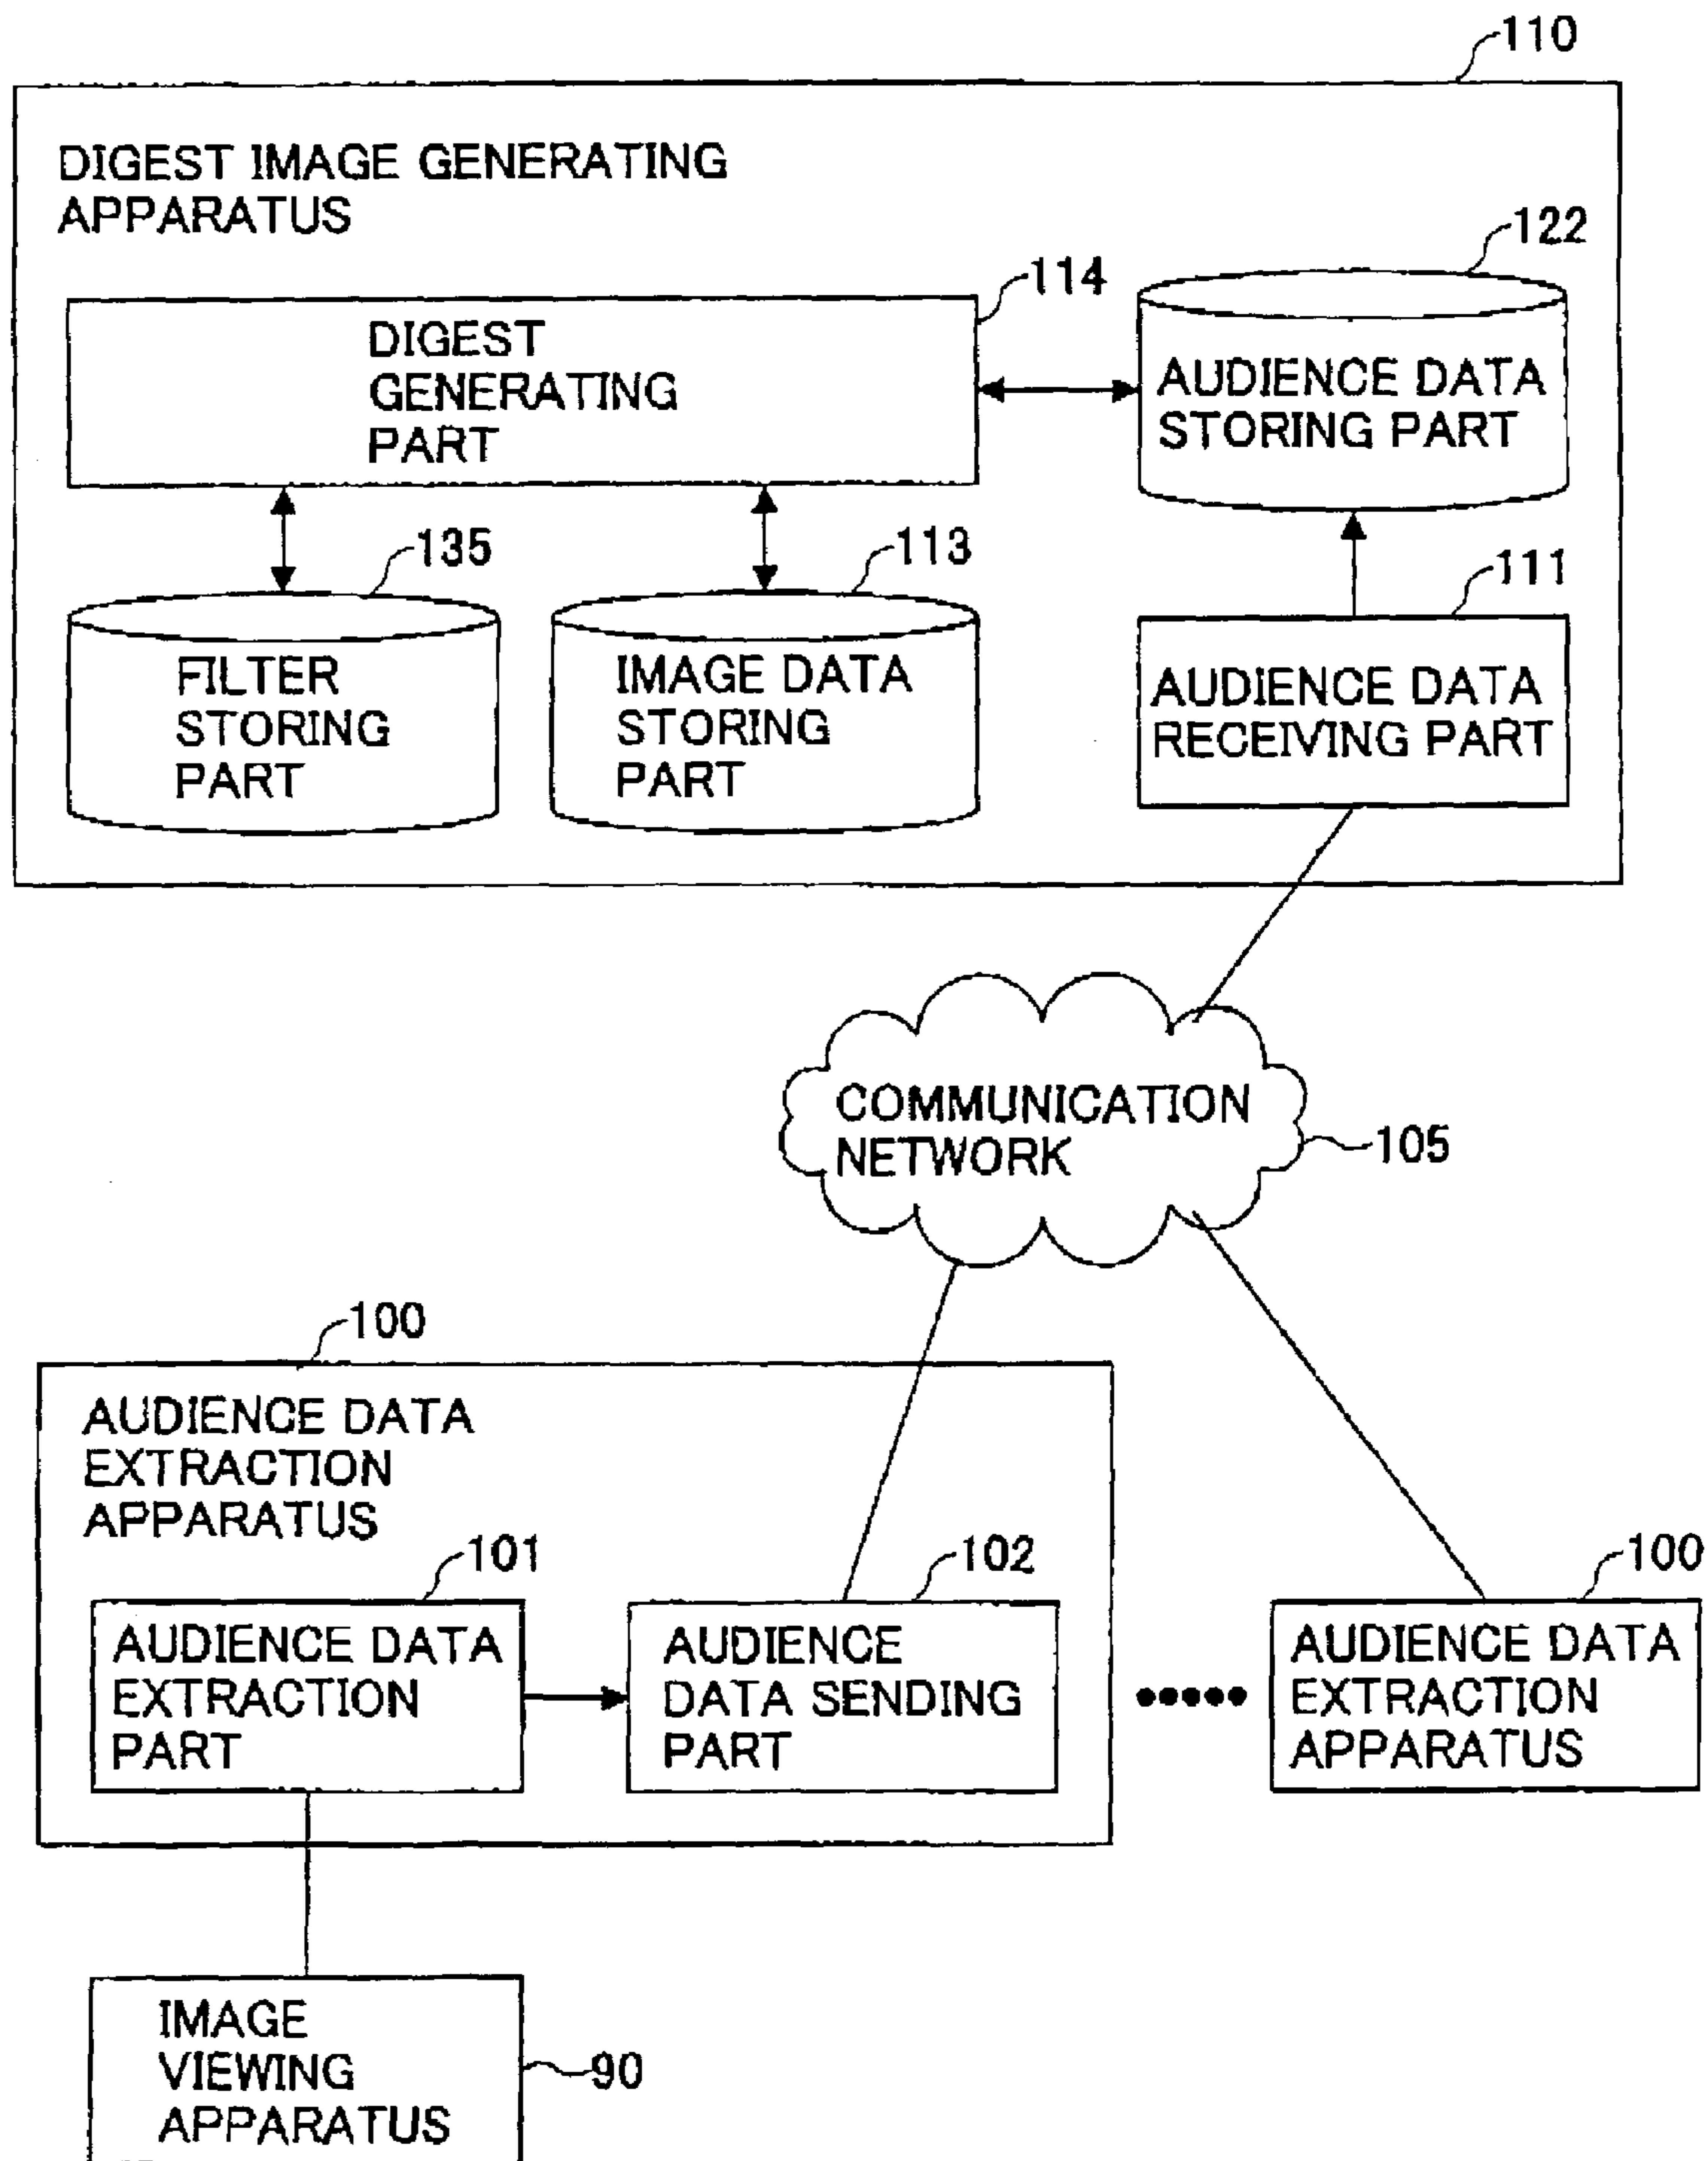 110
DIGEST IMAGE GENERATING
APPARATUS
122
114
DIGEST
GENERATING
PART
AUDIENCE DATA
STORING PART
135
113
111
FILTER
STORING
PART
IMAGE DATA
STORING
PART
AUDIENCE DATA
RECEIVING PART
COMMUNICATION
NETWORK
105
100
AUDIENCE DATA
EXTRACTION
APPARATUS
101
102
100
AUDIENCE DATA
EXTRACTION
PART
AUDIENCE
DATA SENDING
PART
AUDIENCE DATA
EXTRACTION
APPARATUS
IMAGE
VIEWING
APPARATUS
90